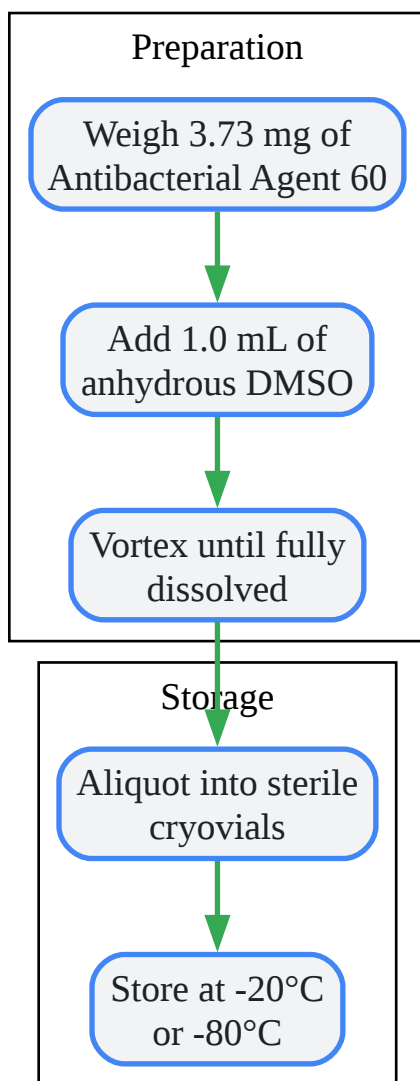 Preparation
Weigh 3.73 mg of
Antibacterial Agent 60
Add 1.0 mL of
anhydrous DMSO
Vortex until fully
dissolved
Storage
Aliquot into sterile
cryovials
Store at -20°C
or -80°C